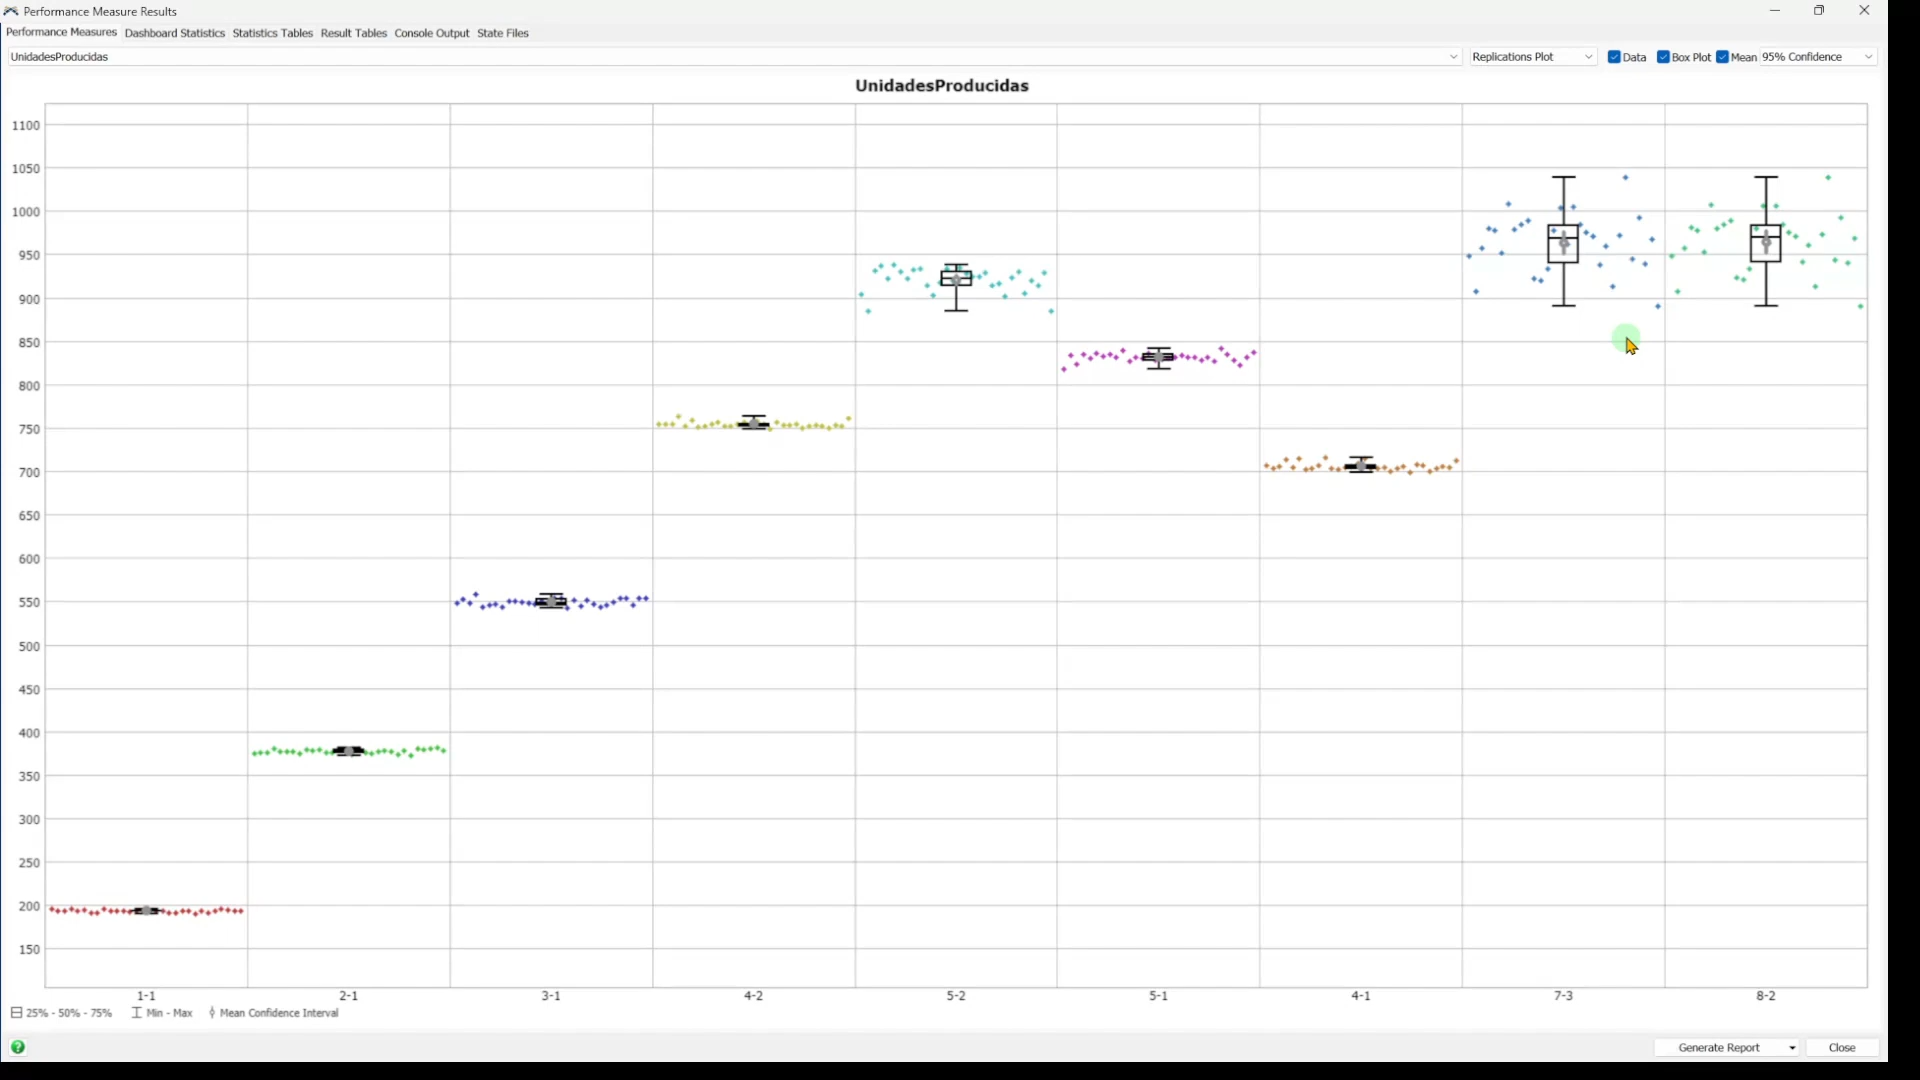 Performance Measure Results
Performance Measures Dashboard Statistics Statistics Tables Result Tables Console Output State Files
UnidadesProducidas Replications Plot Data Box Plot Mean 95% Confidence
UnidadesProducidas
1100
1050
1000
950
900
850
800
750
700
650
600
550
500
450
400
350
300
250
200
150
1-1 2-1 3-1 4-2 5-2 5-1 4-1 7-3 8-2
25% - 50% - 75% Min - Max Mean Confidence Interval
? Generate Report Close